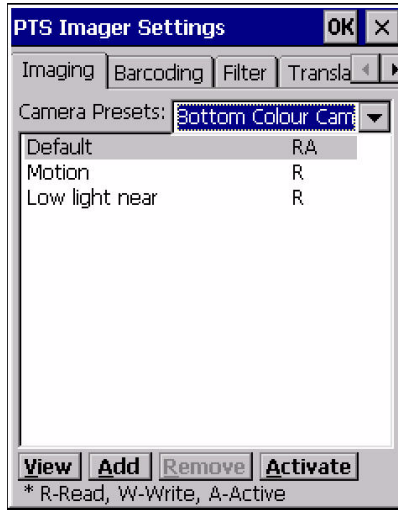 PTS Imager Settings OK ×
Imaging Barcoding Filter Transla
Camera Presets: Bottom Colour Cam
Default RA
Motion R
Low light near R
View Add Remove Activate
* R-Read, W-Write, A-Active